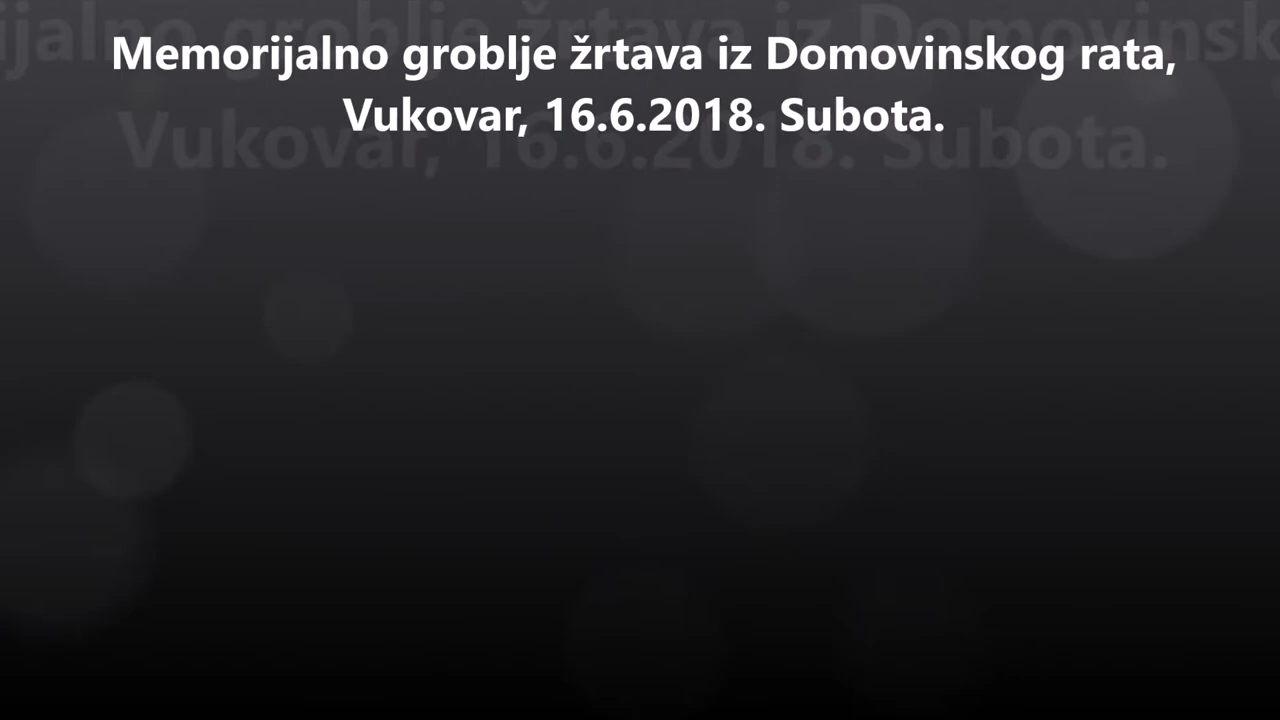 Memorijalno groblje žrtava iz Domovinskog rata,
Vukovar, 16.6.2018. Subota.